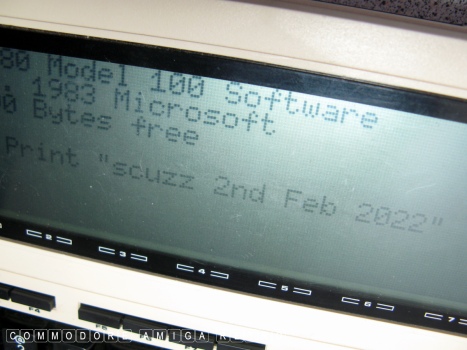 80 Model 100 Software
. 1983 Microsoft
0 Bytes free
Print "scuzz 2nd Feb 2022"
2 3 4 5 6 7
F4
COMMODORE AMIGA